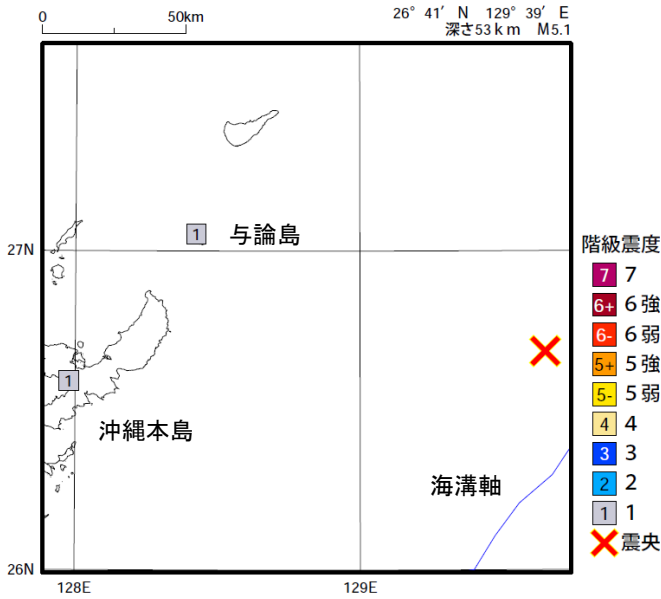 0 50km
26° 41′ N 129° 39′ E
深さ53km M5.1
1 与論島
27N
1
沖縄本島
海溝軸
26N
128E 129E
階級震度
7 7
6+ 6強
6- 6弱
5+ 5強
5- 5弱
4 4
3 3
2 2
1 1
震央